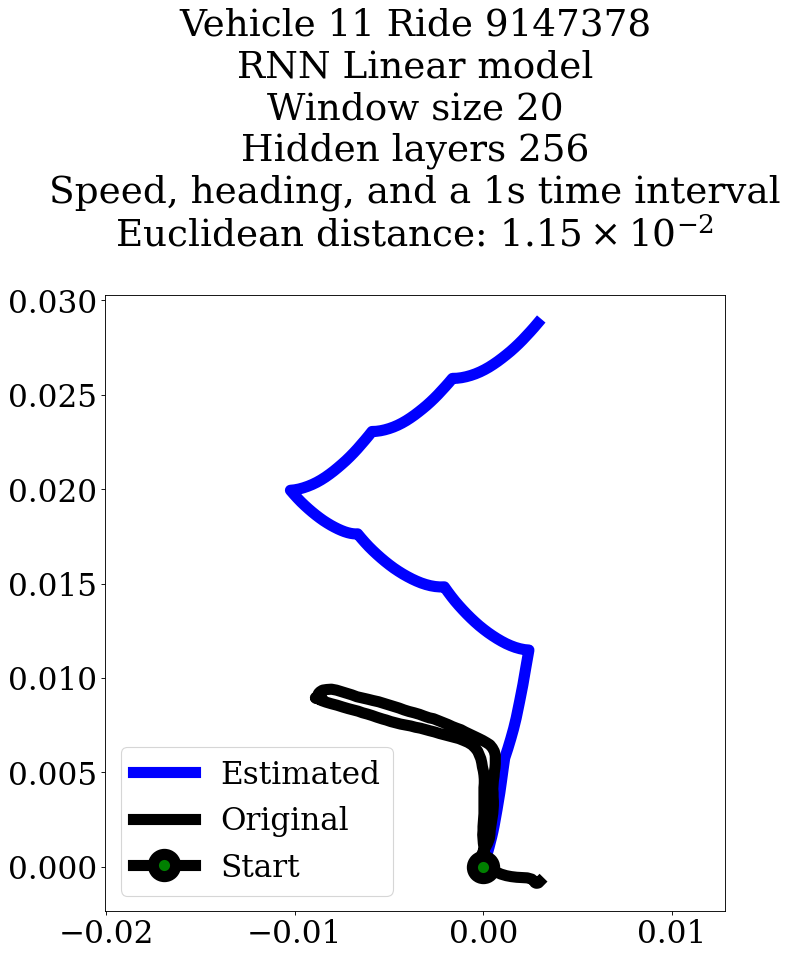 Vehicle 11 Ride 9147378
RNN Linear model
Window size 20
Hidden layers 256
Speed, heading, and a 1s time interval
Euclidean distance: 1.15 × 10⁻²
0.030
0.025
0.020
0.015
0.010
0.005
0.000
Estimated
Original
Start
−0.02 −0.01 0.00 0.01